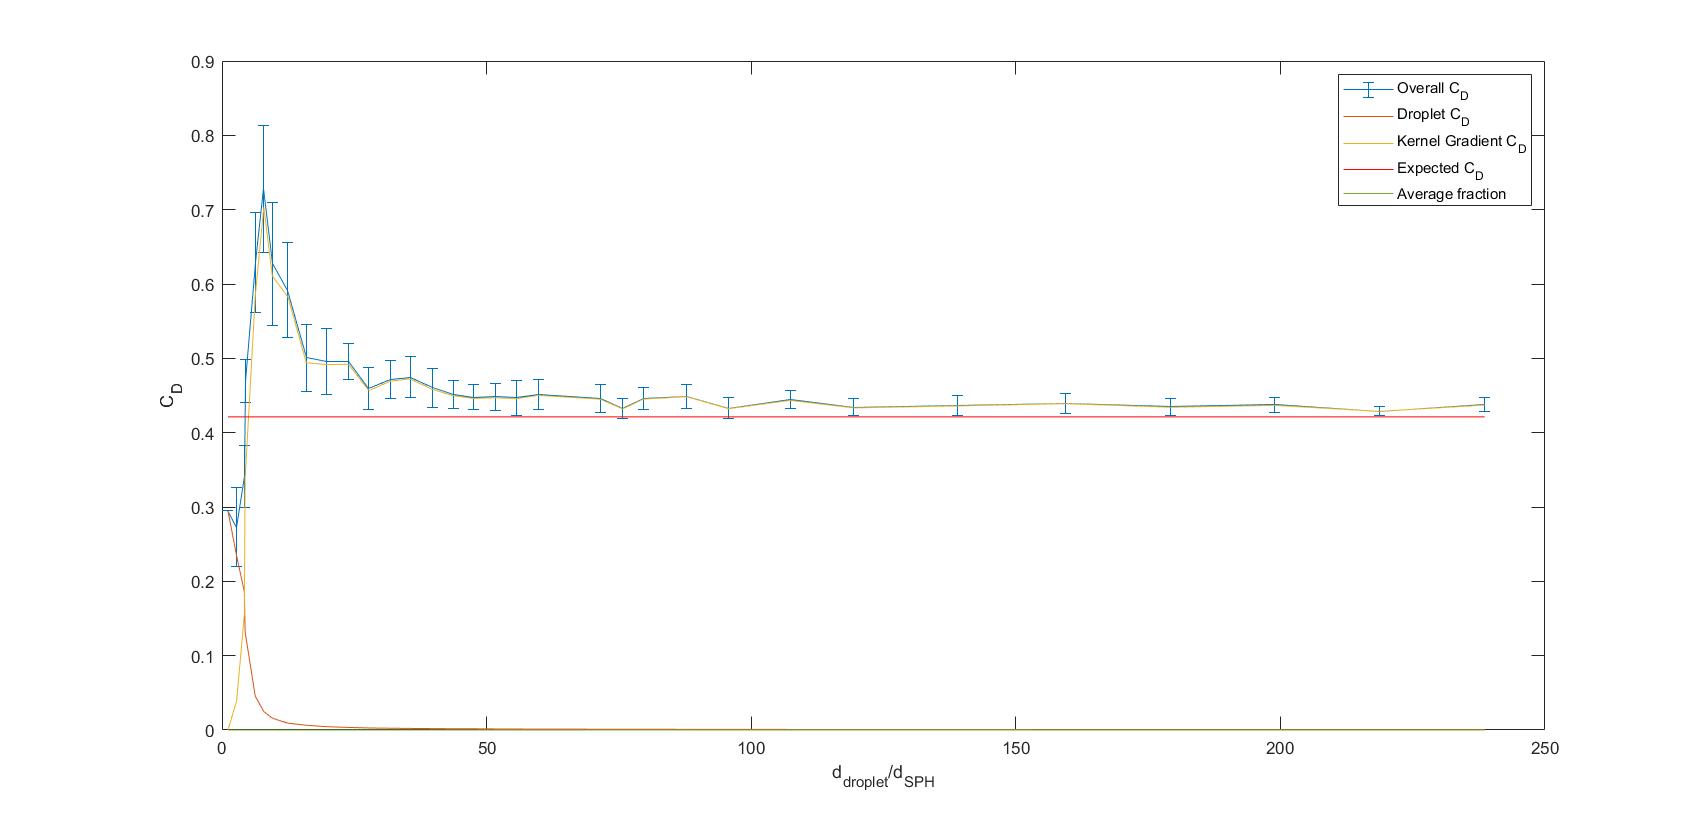 0.9
0.8
0.7
0.6
0.5
0.4
0.3
0.2
0.1
0
C_D
Overall C_D
Droplet C_D
Kernel Gradient C_D
Expected C_D
Average fraction
0 50 100 150 200 250
d_droplet/d_SPH